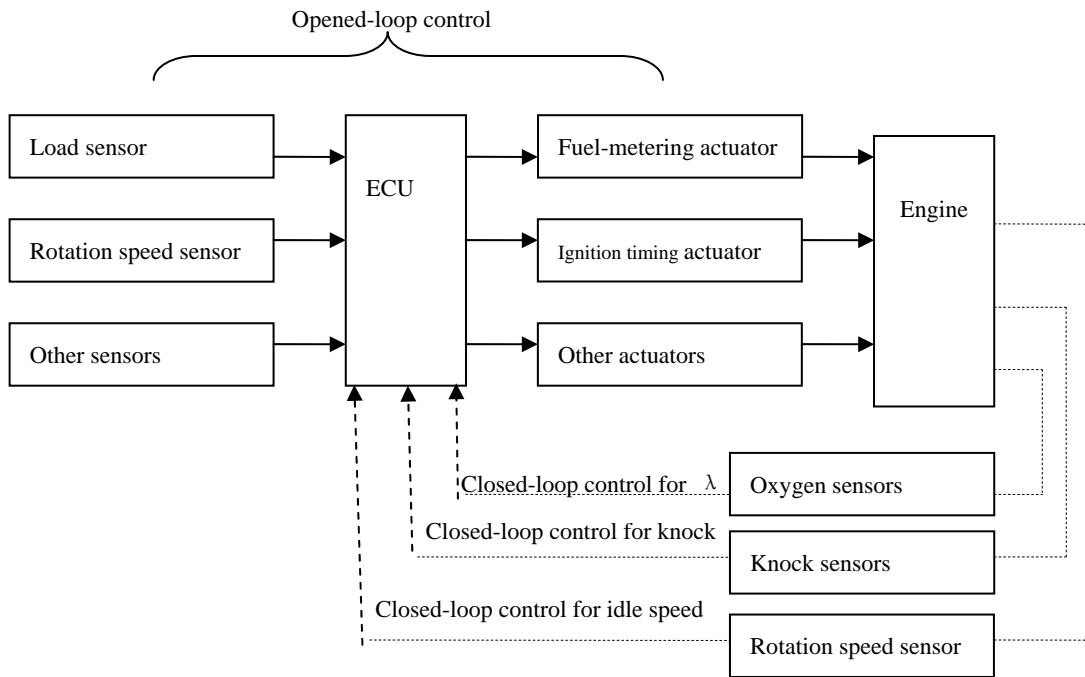 Opened-loop control
Load sensor
Fuel-metering actuator
ECU
Engine
Rotation speed sensor
Ignition timing actuator
Other sensors
Other actuators
Closed-loop control for λ
Oxygen sensors
Closed-loop control for knock
Knock sensors
Closed-loop control for idle speed
Rotation speed sensor